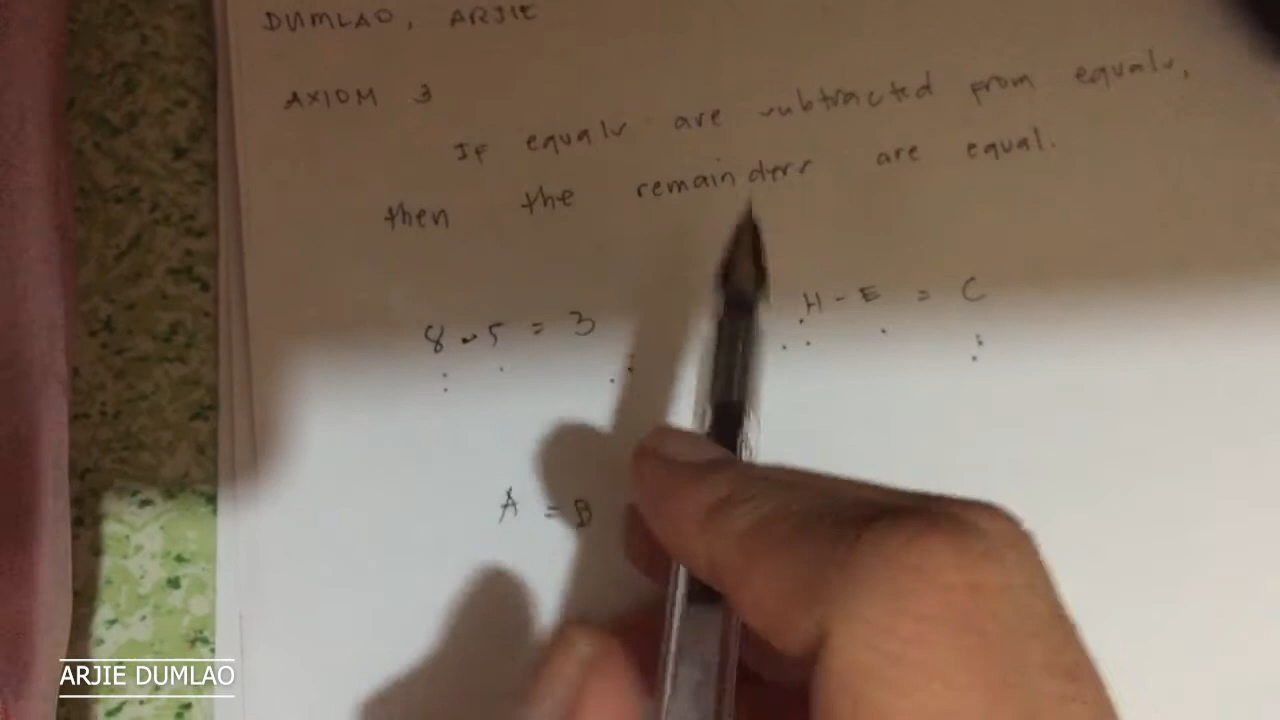 DUMLAO, ARJIE
AXIOM 3
If equals are subtracted from equals,
then the remainders are equal.
8 - 5 = 3
H - E = C
A = B
ARJIE DUMLAO